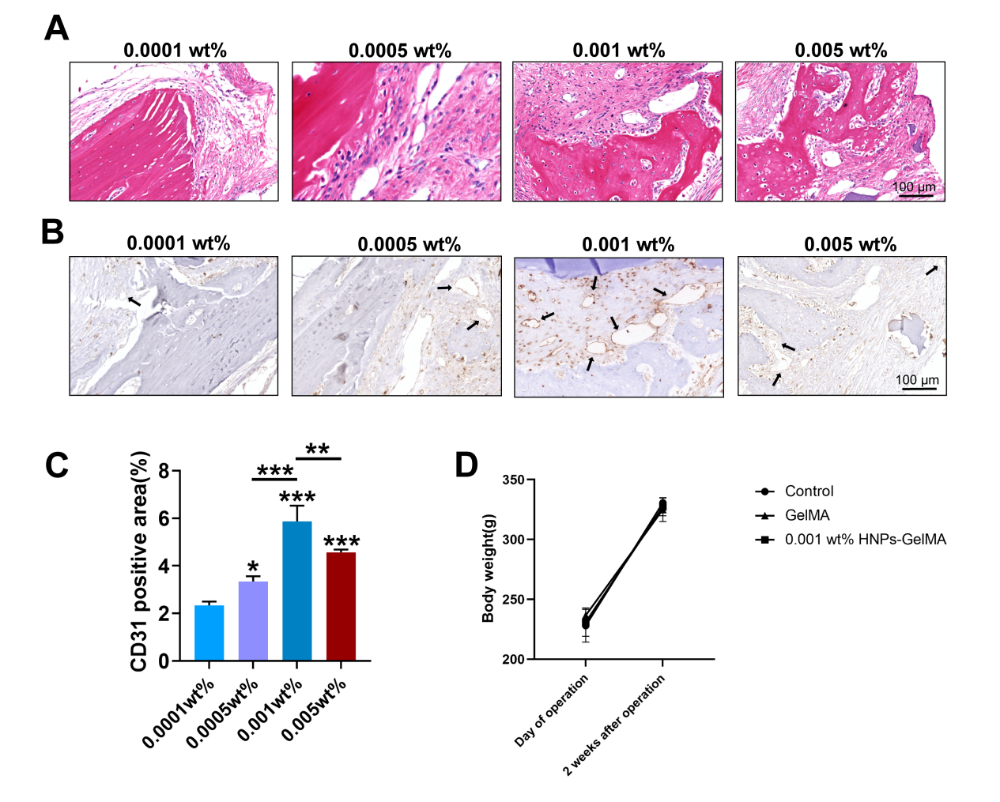 A
0.0001 wt%
0.0005 wt%
0.001 wt%
0.005 wt%
100 μm
B
0.0001 wt%
0.0005 wt%
0.001 wt%
0.005 wt%
100 μm
C
CD31 positive area(%)
8
6
4
2
0
*
***
***
***
**
0.0001wt%
0.0005wt%
0.001wt%
0.005wt%
D
Body weight(g)
350
300
250
200
Day of operation
2 weeks after operation
Control
GelMA
0.001 wt% HNPs-GelMA